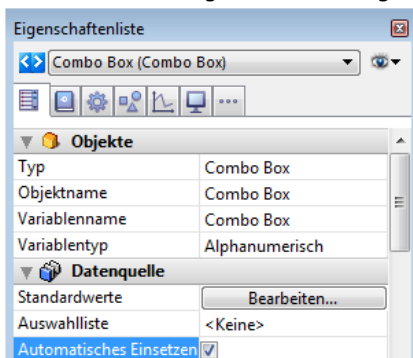 Eigenschaftenliste
Combo Box (Combo Box)
Objekte
Typ Combo Box
Objektname Combo Box
Variablenname Combo Box
Variablentyp Alphanumerisch
Datenquelle
Standardwerte Bearbeiten...
Auswahlliste <Keine>
Automatisches Einsetzen